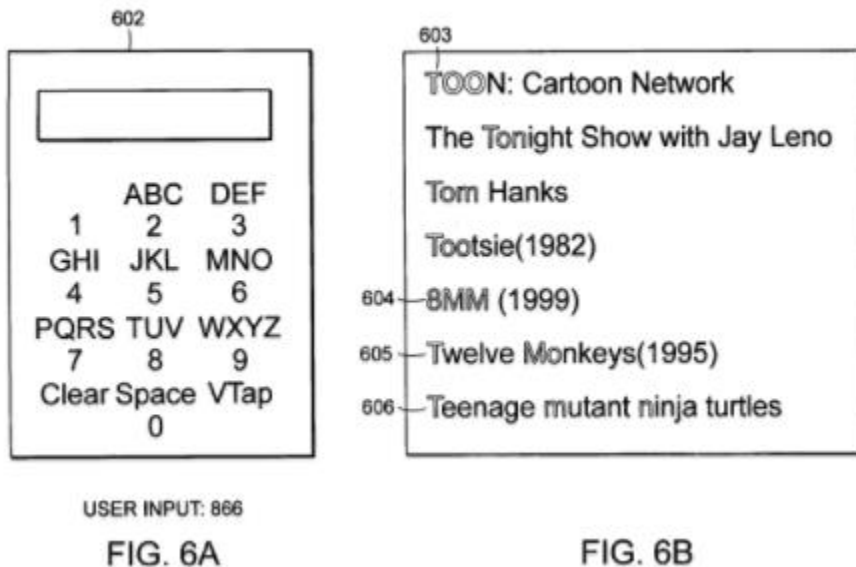 602
ABC DEF
1 2 3
GHI JKL MNO
4 5 6
PQRS TUV WXYZ
7 8 9
Clear Space VTap
0
USER INPUT: 866
FIG. 6A
603
TOON: Cartoon Network
The Tonight Show with Jay Leno
Tom Hanks
Tootsie(1982)
604 8MM (1999)
605 Twelve Monkeys(1995)
606 Teenage mutant ninja turtles
FIG. 6B